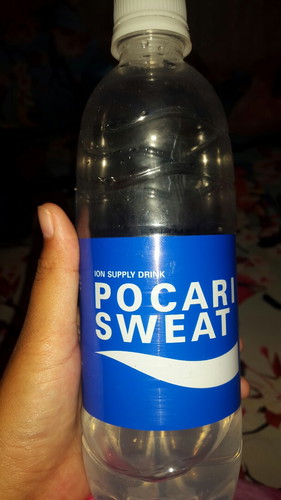 ION SUPPLY DRINK
POCARI
SWEAT